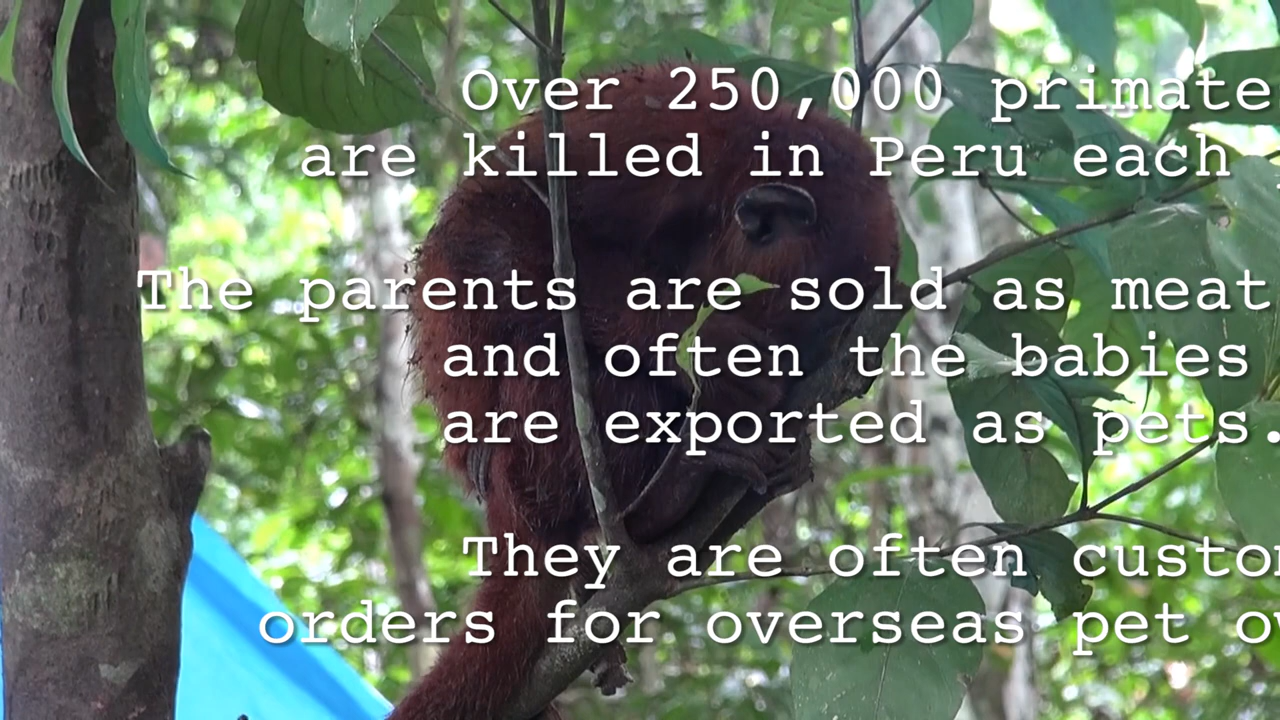 Over 250,000 primate
are killed in Peru each
The parents are sold as meat
and often the babies
are exported as pets.
They are often custo
orders for overseas pet